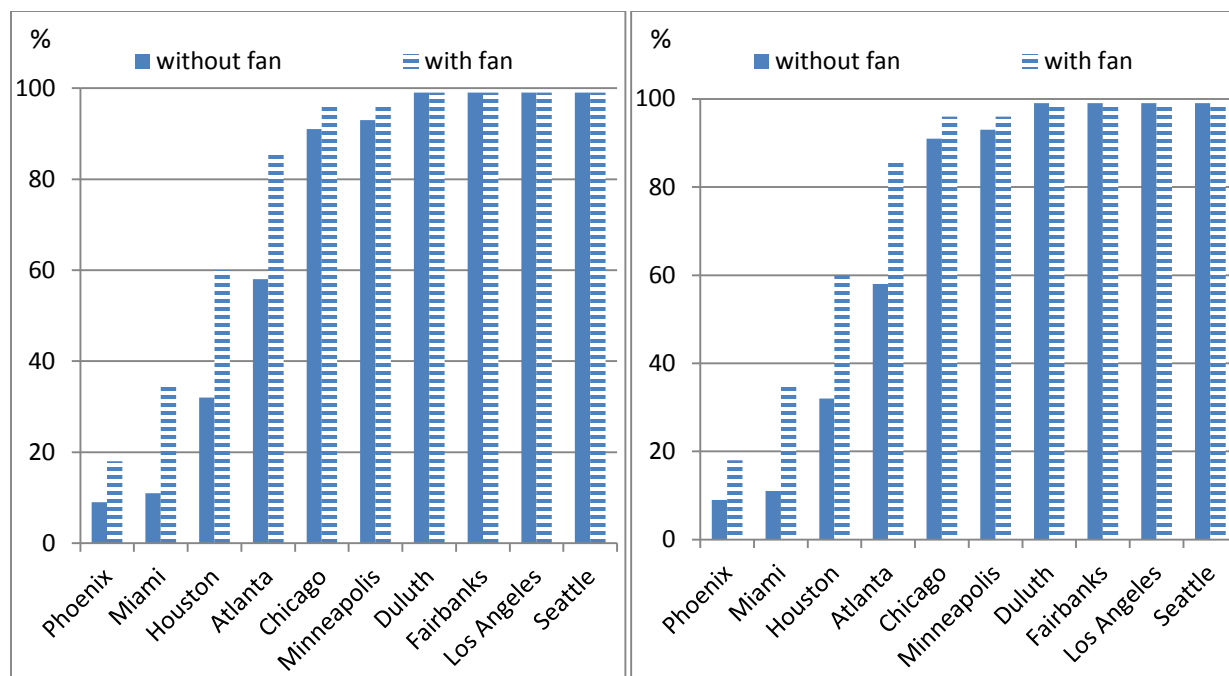 %
without fan with fan
100
80
60
40
20
0
Phoenix
Miami
Houston
Atlanta
Chicago
Minneapolis
Duluth
Fairbanks
Los Angeles
Seattle
%
without fan with fan
100
80
60
40
20
0
Phoenix
Miami
Houston
Atlanta
Chicago
Minneapolis
Duluth
Fairbanks
Los Angeles
Seattle